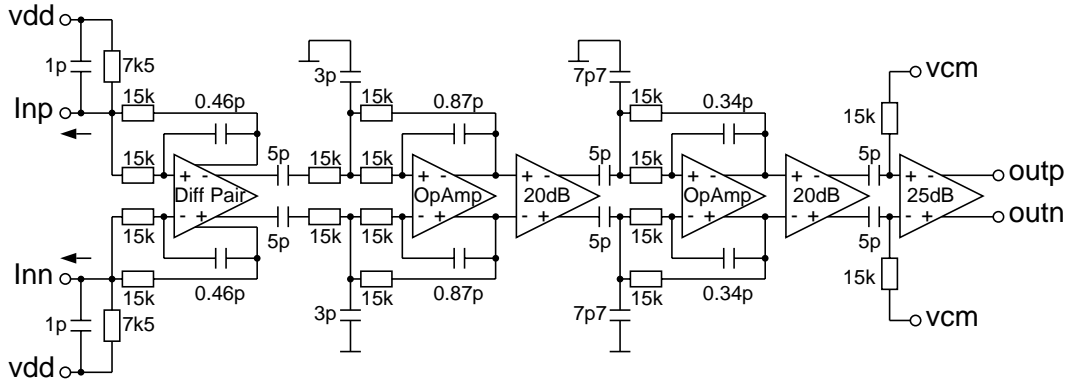 vdd
1p
7k5
Inp
15k
0.46p
15k
+ -
Diff Pair
- +
5p
5p
15k
Inn
15k
0.46p
1p
7k5
vdd
3p
15k
0.87p
15k
15k
+ -
OpAmp
- +
15k
15k
15k
0.87p
3p
20dB
5p
5p
7p7
15k
0.34p
15k
+ -
OpAmp
- +
15k
15k
0.34p
7p7
20dB
vcm
15k
5p
+ -
25dB
- +
5p
15k
vcm
outp
outn